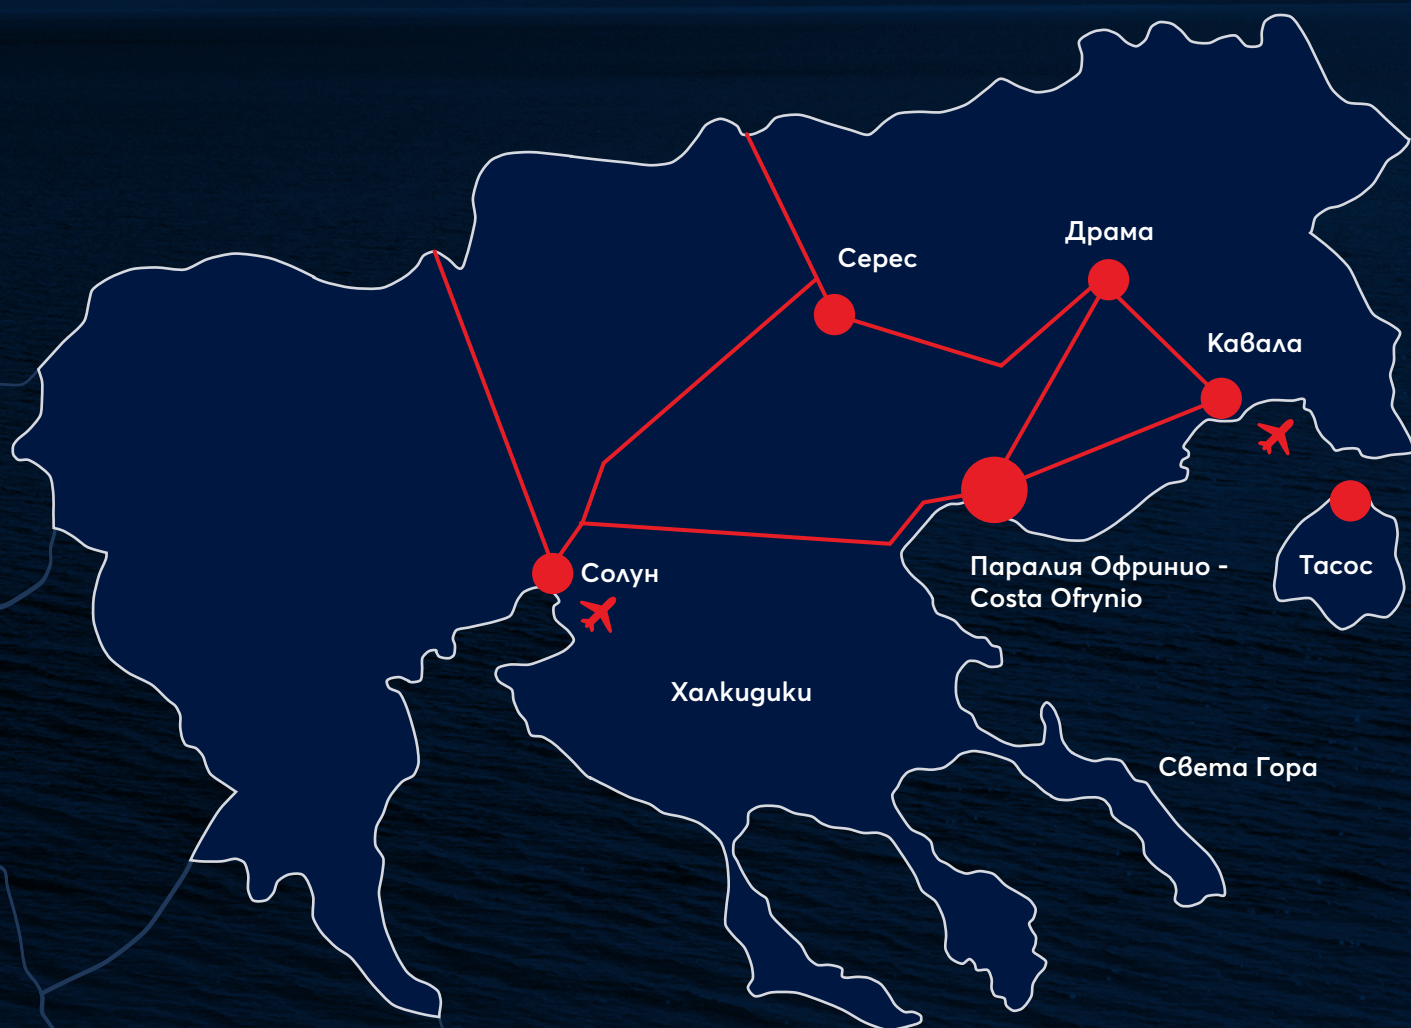 Драма
Серес
Кавала
Паралия Офринио -
Costa Ofrynio
Тасос
Солун
Халкидики
Света Гора